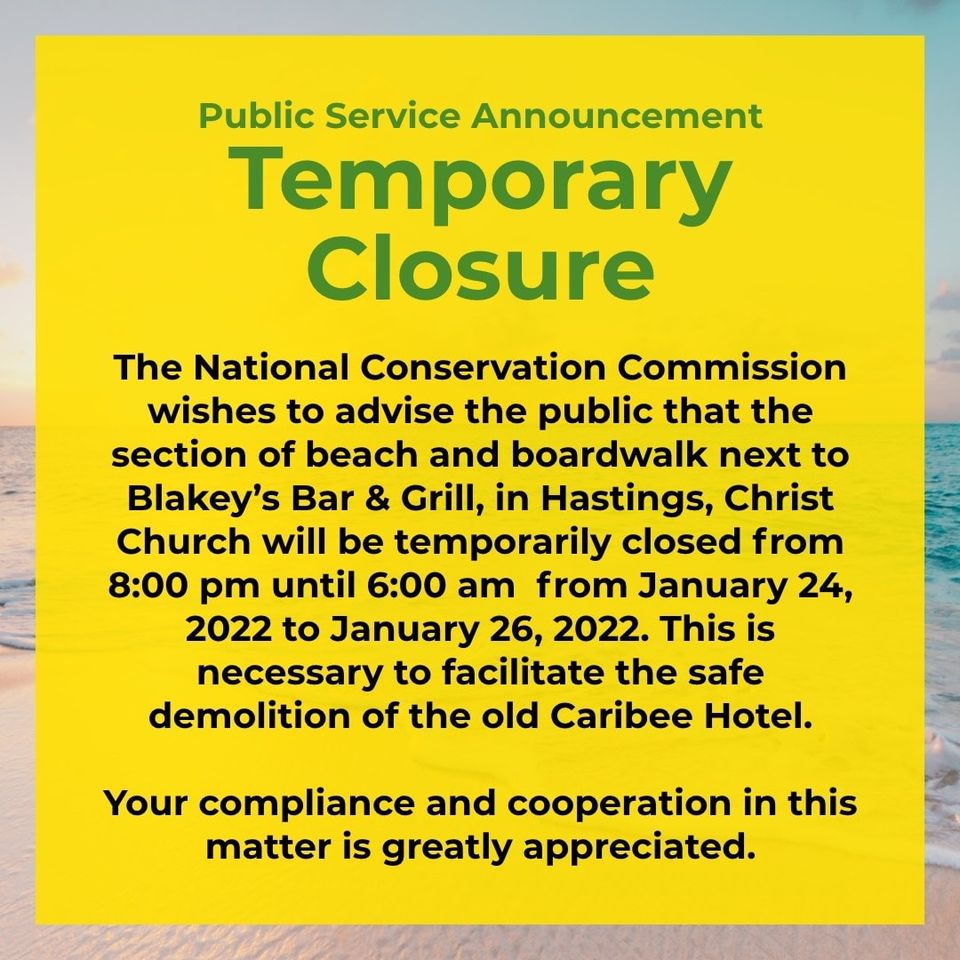 Public Service Announcement
Temporary
Closure
The National Conservation Commission
wishes to advise the public that the
section of beach and boardwalk next to
Blakey’s Bar & Grill, in Hastings, Christ
Church will be temporarily closed from
8:00 pm until 6:00 am  from January 24,
2022 to January 26, 2022. This is
necessary to facilitate the safe
demolition of the old Caribee Hotel.
Your compliance and cooperation in this
matter is greatly appreciated.